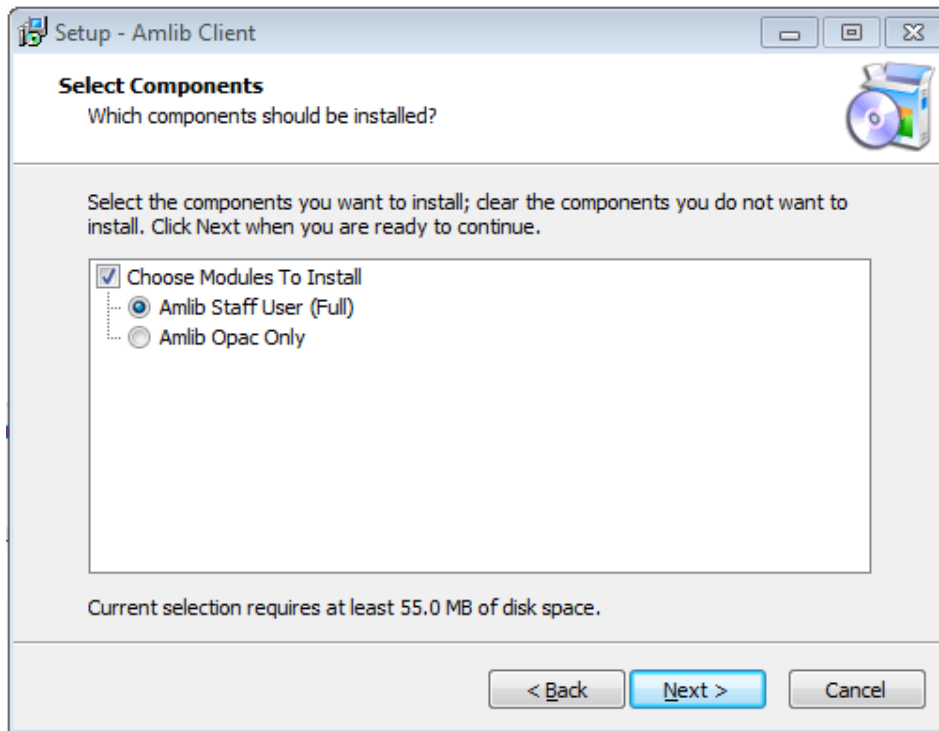 Setup - Amlib Client
Select Components
Which components should be installed?
Select the components you want to install; clear the components you do not want to
install. Click Next when you are ready to continue.
Choose Modules To Install
Amlib Staff User (Full)
Amlib Opac Only
Current selection requires at least 55.0 MB of disk space.
< Back Next > Cancel